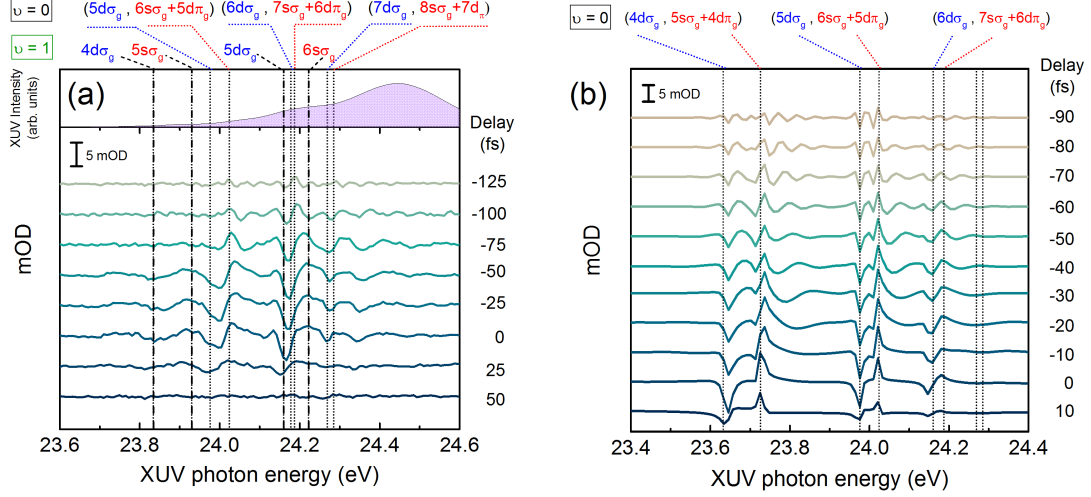 υ = 0
(5dσg , 6sσg+5dπg)
(6dσg , 7sσg+6dπg)
(7dσg , 8sσg+7dπ)
υ = 1
4dσg
5sσg
5dσg
6sσg
XUV Intensity
(arb. units)
(a)
Delay
(fs)
5 mOD
-125
-100
-75
-50
-25
0
25
50
mOD
23.6
23.8
24.0
24.2
24.4
24.6
XUV photon energy (eV)
υ = 0
(4dσg , 5sσg+4dπg)
(5dσg , 6sσg+5dπg)
(6dσg , 7sσg+6dπg)
(b)
Delay
(fs)
5 mOD
-90
-80
-70
-60
-50
-40
-30
-20
-10
0
10
mOD
23.4
23.6
23.8
24.0
24.2
24.4
XUV photon energy (eV)